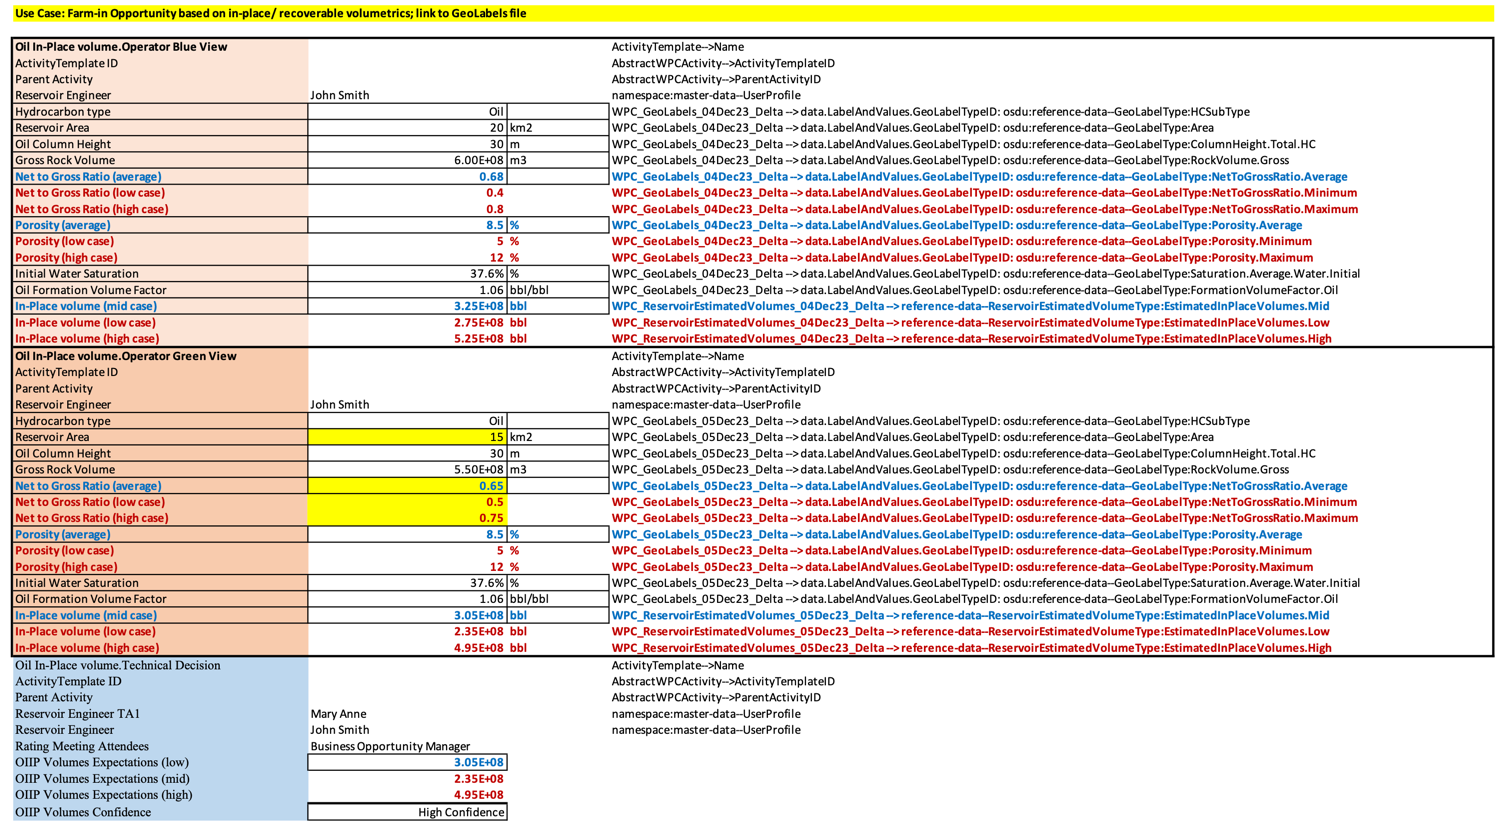 Use Case: Farm-in Opportunity based on in-place/ recoverable volumetrics; link to GeoLabels file
Oil In-Place volume.Operator Blue View ActivityTemplate-->Name
ActivityTemplate ID AbstractWPCActivity-->ActivityTemplateID
Parent Activity AbstractWPCActivity-->ParentActivityID
Reservoir Engineer John Smith namespace:master-data--UserProfile
Hydrocarbon type Oil WPC_GeoLabels_04Dec23_Delta --> data.LabelAndValues.GeoLabelTypeID: osdu:reference-data--GeoLabelType:HCSubType
Reservoir Area 20 km2 WPC_GeoLabels_04Dec23_Delta --> data.LabelAndValues.GeoLabelTypeID: osdu:reference-data--GeoLabelType:Area
Oil Column Height 30 m WPC_GeoLabels_04Dec23_Delta --> data.LabelAndValues.GeoLabelTypeID: osdu:reference-data--GeoLabelType:ColumnHeight.Total.HC
Gross Rock Volume 6.00E+08 m3 WPC_GeoLabels_04Dec23_Delta --> data.LabelAndValues.GeoLabelTypeID: osdu:reference-data--GeoLabelType:RockVolume.Gross
Net to Gross Ratio (average) 0.68 WPC_GeoLabels_04Dec23_Delta --> data.LabelAndValues.GeoLabelTypeID: osdu:reference-data--GeoLabelType:NetToGrossRatio.Average
Net to Gross Ratio (low case) 0.4 WPC_GeoLabels_04Dec23_Delta --> data.LabelAndValues.GeoLabelTypeID: osdu:reference-data--GeoLabelType:NetToGrossRatio.Minimum
Net to Gross Ratio (high case) 0.8 WPC_GeoLabels_04Dec23_Delta --> data.LabelAndValues.GeoLabelTypeID: osdu:reference-data--GeoLabelType:NetToGrossRatio.Maximum
Porosity (average) 8.5 % WPC_GeoLabels_04Dec23_Delta --> data.LabelAndValues.GeoLabelTypeID: osdu:reference-data--GeoLabelType:Porosity.Average
Porosity (low case) 5 % WPC_GeoLabels_04Dec23_Delta --> data.LabelAndValues.GeoLabelTypeID: osdu:reference-data--GeoLabelType:Porosity.Minimum
Porosity (high case) 12 % WPC_GeoLabels_04Dec23_Delta --> data.LabelAndValues.GeoLabelTypeID: osdu:reference-data--GeoLabelType:Porosity.Maximum
Initial Water Saturation 37.6% % WPC_GeoLabels_04Dec23_Delta --> data.LabelAndValues.GeoLabelTypeID: osdu:reference-data--GeoLabelType:Saturation.Average.Water.Initial
Oil Formation Volume Factor 1.06 bbl/bbl WPC_GeoLabels_04Dec23_Delta --> data.LabelAndValues.GeoLabelTypeID: osdu:reference-data--GeoLabelType:FormationVolumeFactor.Oil
In-Place volume (mid case) 3.25E+08 bbl WPC_ReservoirEstimatedVolumes_04Dec23_Delta --> reference-data--ReservoirEstimatedVolumeType:EstimatedInPlaceVolumes.Mid
In-Place volume (low case) 2.75E+08 bbl WPC_ReservoirEstimatedVolumes_04Dec23_Delta --> reference-data--ReservoirEstimatedVolumeType:EstimatedInPlaceVolumes.Low
In-Place volume (high case) 5.25E+08 bbl WPC_ReservoirEstimatedVolumes_04Dec23_Delta --> reference-data--ReservoirEstimatedVolumeType:EstimatedInPlaceVolumes.High
Oil In-Place volume.Operator Green View ActivityTemplate-->Name
ActivityTemplate ID AbstractWPCActivity-->ActivityTemplateID
Parent Activity AbstractWPCActivity-->ParentActivityID
Reservoir Engineer John Smith namespace:master-data--UserProfile
Hydrocarbon type Oil WPC_GeoLabels_05Dec23_Delta --> data.LabelAndValues.GeoLabelTypeID: osdu:reference-data--GeoLabelType:HCSubType
Reservoir Area 15 km2 WPC_GeoLabels_05Dec23_Delta --> data.LabelAndValues.GeoLabelTypeID: osdu:reference-data--GeoLabelType:Area
Oil Column Height 30 m WPC_GeoLabels_05Dec23_Delta --> data.LabelAndValues.GeoLabelTypeID: osdu:reference-data--GeoLabelType:ColumnHeight.Total.HC
Gross Rock Volume 5.50E+08 m3 WPC_GeoLabels_05Dec23_Delta --> data.LabelAndValues.GeoLabelTypeID: osdu:reference-data--GeoLabelType:RockVolume.Gross
Net to Gross Ratio (average) 0.65 WPC_GeoLabels_05Dec23_Delta --> data.LabelAndValues.GeoLabelTypeID: osdu:reference-data--GeoLabelType:NetToGrossRatio.Average
Net to Gross Ratio (low case) 0.5 WPC_GeoLabels_05Dec23_Delta --> data.LabelAndValues.GeoLabelTypeID: osdu:reference-data--GeoLabelType:NetToGrossRatio.Minimum
Net to Gross Ratio (high case) 0.75 WPC_GeoLabels_05Dec23_Delta --> data.LabelAndValues.GeoLabelTypeID: osdu:reference-data--GeoLabelType:NetToGrossRatio.Maximum
Porosity (average) 8.5 % WPC_GeoLabels_05Dec23_Delta --> data.LabelAndValues.GeoLabelTypeID: osdu:reference-data--GeoLabelType:Porosity.Average
Porosity (low case) 5 % WPC_GeoLabels_05Dec23_Delta --> data.LabelAndValues.GeoLabelTypeID: osdu:reference-data--GeoLabelType:Porosity.Minimum
Porosity (high case) 12 % WPC_GeoLabels_05Dec23_Delta --> data.LabelAndValues.GeoLabelTypeID: osdu:reference-data--GeoLabelType:Porosity.Maximum
Initial Water Saturation 37.6% % WPC_GeoLabels_05Dec23_Delta --> data.LabelAndValues.GeoLabelTypeID: osdu:reference-data--GeoLabelType:Saturation.Average.Water.Initial
Oil Formation Volume Factor 1.06 bbl/bbl WPC_GeoLabels_05Dec23_Delta --> data.LabelAndValues.GeoLabelTypeID: osdu:reference-data--GeoLabelType:FormationVolumeFactor.Oil
In-Place volume (mid case) 3.05E+08 bbl WPC_ReservoirEstimatedVolumes_05Dec23_Delta --> reference-data--ReservoirEstimatedVolumeType:EstimatedInPlaceVolumes.Mid
In-Place volume (low case) 2.35E+08 bbl WPC_ReservoirEstimatedVolumes_05Dec23_Delta --> reference-data--ReservoirEstimatedVolumeType:EstimatedInPlaceVolumes.Low
In-Place volume (high case) 4.95E+08 bbl WPC_ReservoirEstimatedVolumes_05Dec23_Delta --> reference-data--ReservoirEstimatedVolumeType:EstimatedInPlaceVolumes.High
Oil In-Place volume.Technical Decision ActivityTemplate-->Name
ActivityTemplate ID AbstractWPCActivity-->ActivityTemplateID
Parent Activity AbstractWPCActivity-->ParentActivityID
Reservoir Engineer TA1 Mary Anne namespace:master-data--UserProfile
Reservoir Engineer John Smith namespace:master-data--UserProfile
Rating Meeting Attendees Business Opportunity Manager
OIIP Volumes Expectations (low) 3.05E+08
OIIP Volumes Expectations (mid) 2.35E+08
OIIP Volumes Expectations (high) 4.95E+08
OIIP Volumes Confidence High Confidence